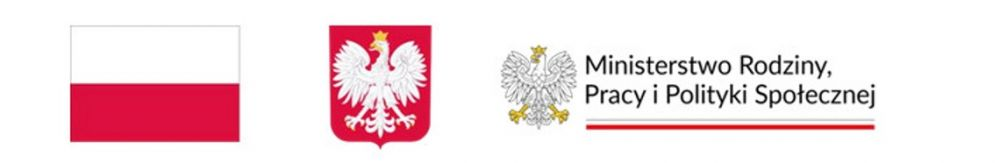 Ministerstwo Rodziny,
Pracy i Polityki Społecznej